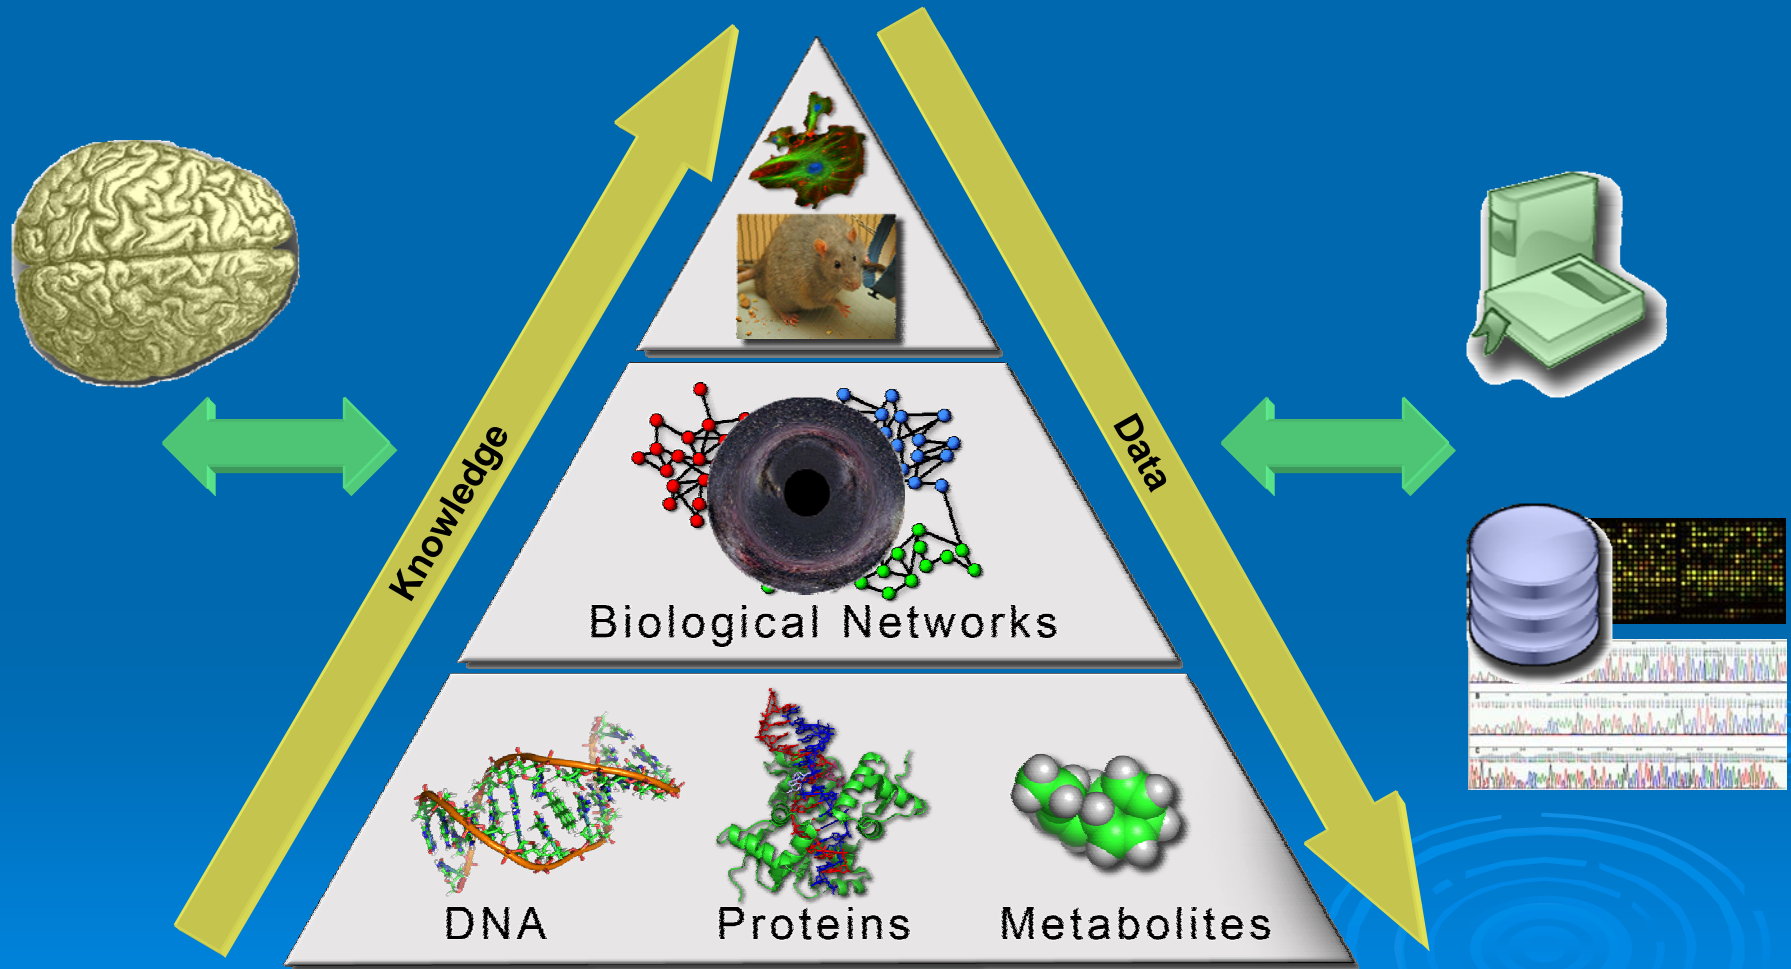 Knowledge
Data
Biological Networks
DNA
Proteins
Metabolites